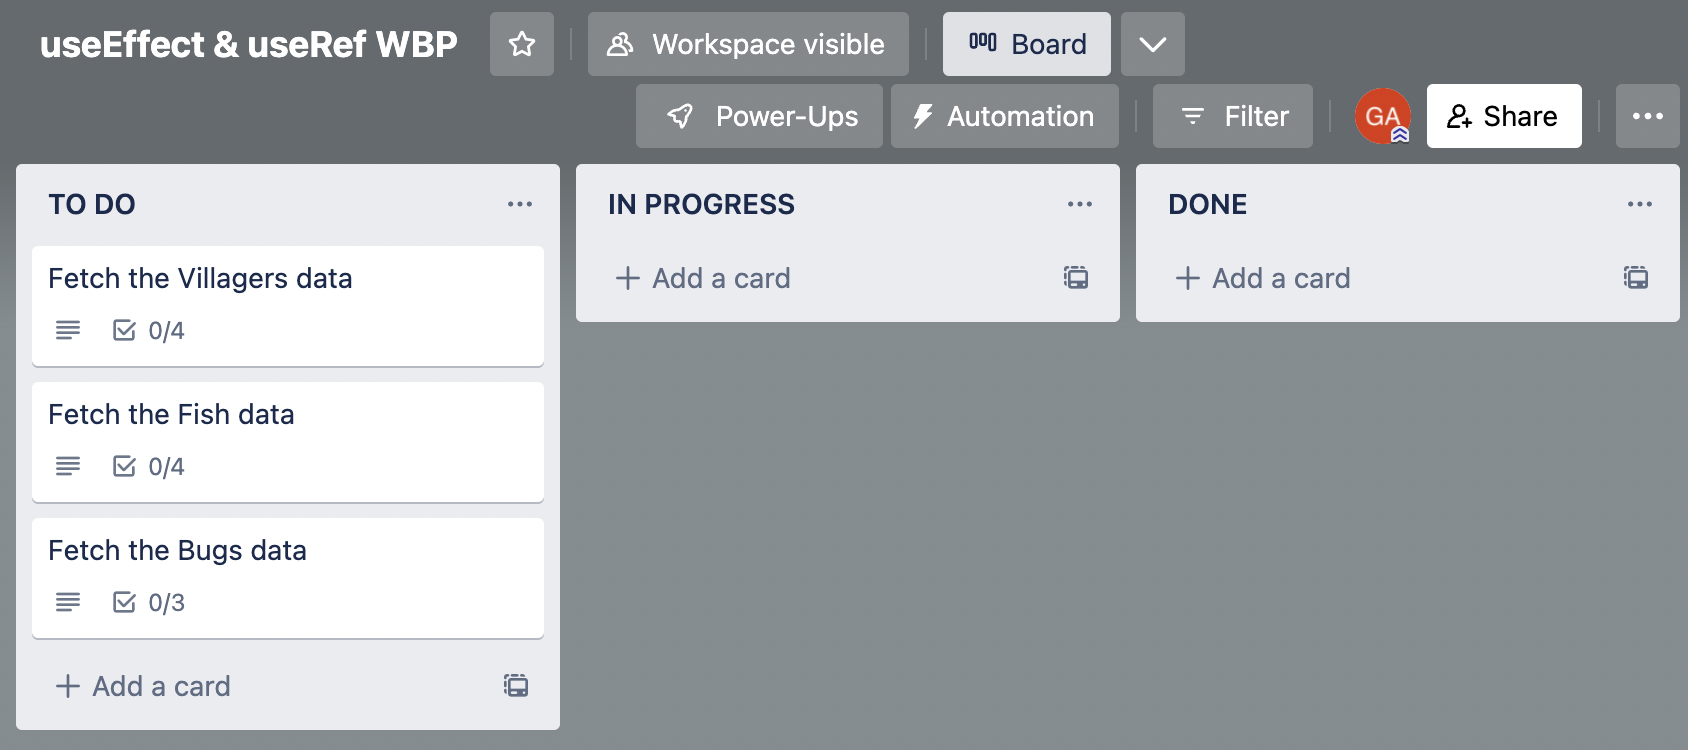 useEffect & useRef WBP
Workspace visible
Board
Power-Ups
Automation
Filter
GA
Share
TO DO
Fetch the Villagers data
0/4
Fetch the Fish data
0/4
Fetch the Bugs data
0/3
Add a card
IN PROGRESS
Add a card
DONE
Add a card